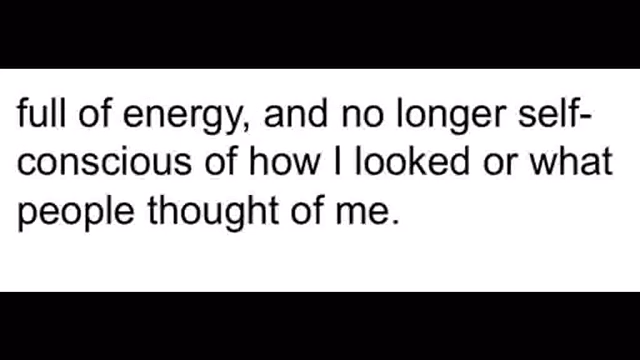 full of energy, and no longer self-
conscious of how I looked or what
people thought of me.